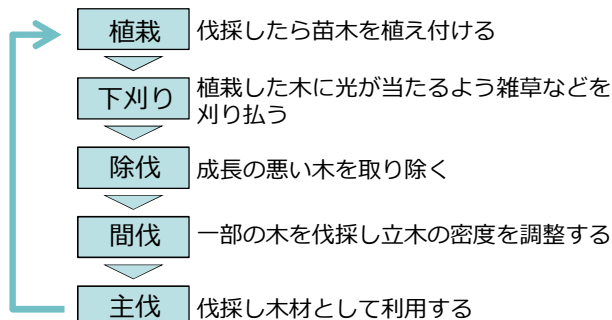 植栽 伐採したら苗木を植え付ける
下刈り 植栽した木に光が当たるよう雑草などを
刈り払う
除伐 成長の悪い木を取り除く
間伐 一部の木を伐採し立木の密度を調整する
主伐 伐採し木材として利用する